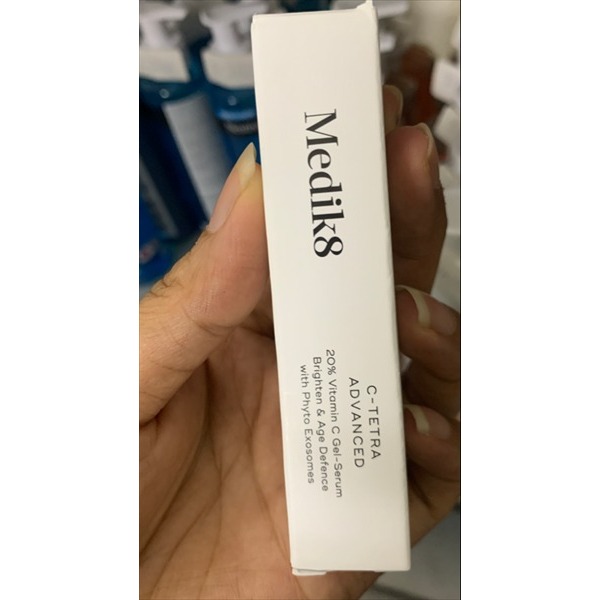 Medik8
C-TETRA
ADVANCED
20% Vitamin C Gel-Serum
Brighten & Age Defence
with Phyto Exosomes